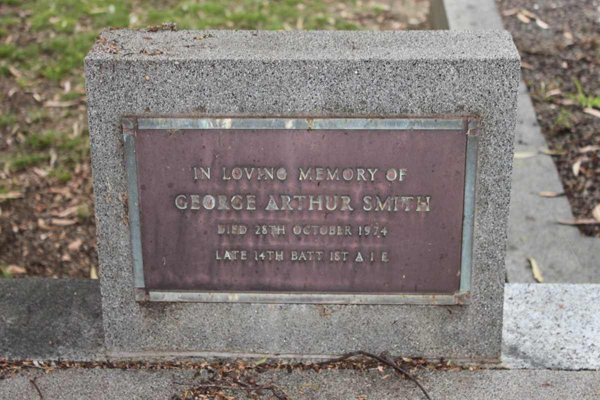 IN LOVING MEMORY OF
GEORGE ARTHUR SMITH
DIED 28TH OCTOBER 1974
LATE 14TH BATT 1ST A I F